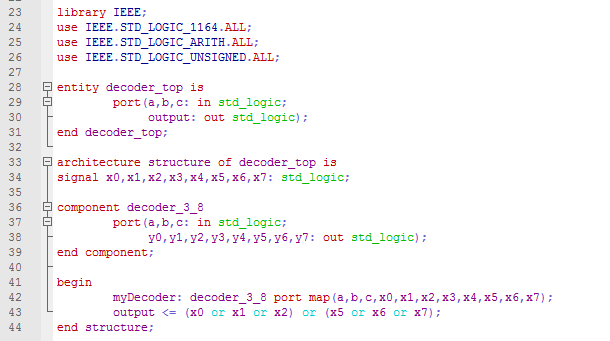 23 library IEEE;
24 use IEEE.STD_LOGIC_1164.ALL;
25 use IEEE.STD_LOGIC_ARITH.ALL;
26 use IEEE.STD_LOGIC_UNSIGNED.ALL;
27
28 entity decoder_top is
29 port(a,b,c: in std_logic;
30 output: out std_logic);
31 end decoder_top;
32
33 architecture structure of decoder_top is
34 signal x0,x1,x2,x3,x4,x5,x6,x7: std_logic;
35
36 component decoder_3_8
37 port(a,b,c: in std_logic;
38 y0,y1,y2,y3,y4,y5,y6,y7: out std_logic);
39 end component;
40
41 begin
42 myDecoder: decoder_3_8 port map(a,b,c,x0,x1,x2,x3,x4,x5,x6,x7);
43 output <= (x0 or x1 or x2) or (x5 or x6 or x7);
44 end structure;